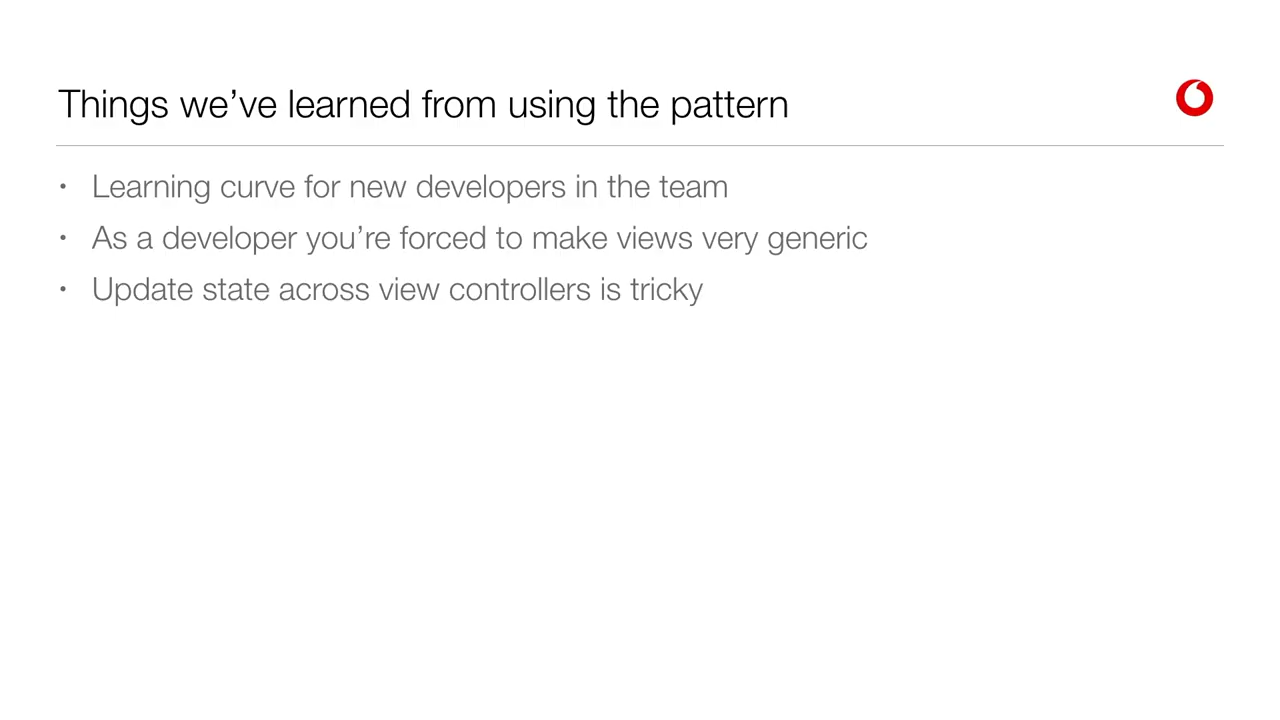 Things we’ve learned from using the pattern
• Learning curve for new developers in the team
• As a developer you’re forced to make views very generic
• Update state across view controllers is tricky